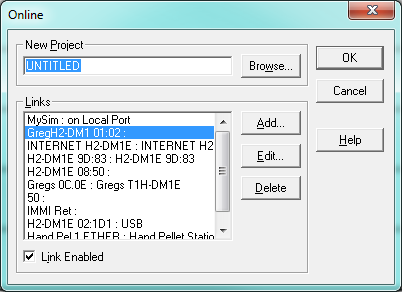 Online
New Project
UNTITLED
Browse...
OK
Cancel
Help
Links
MySim : on Local Port
GregH2-DM1 01:02 :
INTERNET H2-DM1E : INTERNET H2
H2-DM1E 9D:83 : H2-DM1E 9D:83
H2-DM1E 08:50 :
Gregs 0C.0E : Gregs T1H-DM1E
50 :
IMMI Ret :
H2-DM1E 02:1D1 : USB
Hand Pel 1 ETHER : Hand Pellet Statio
Add...
Edit...
Delete
Link Enabled